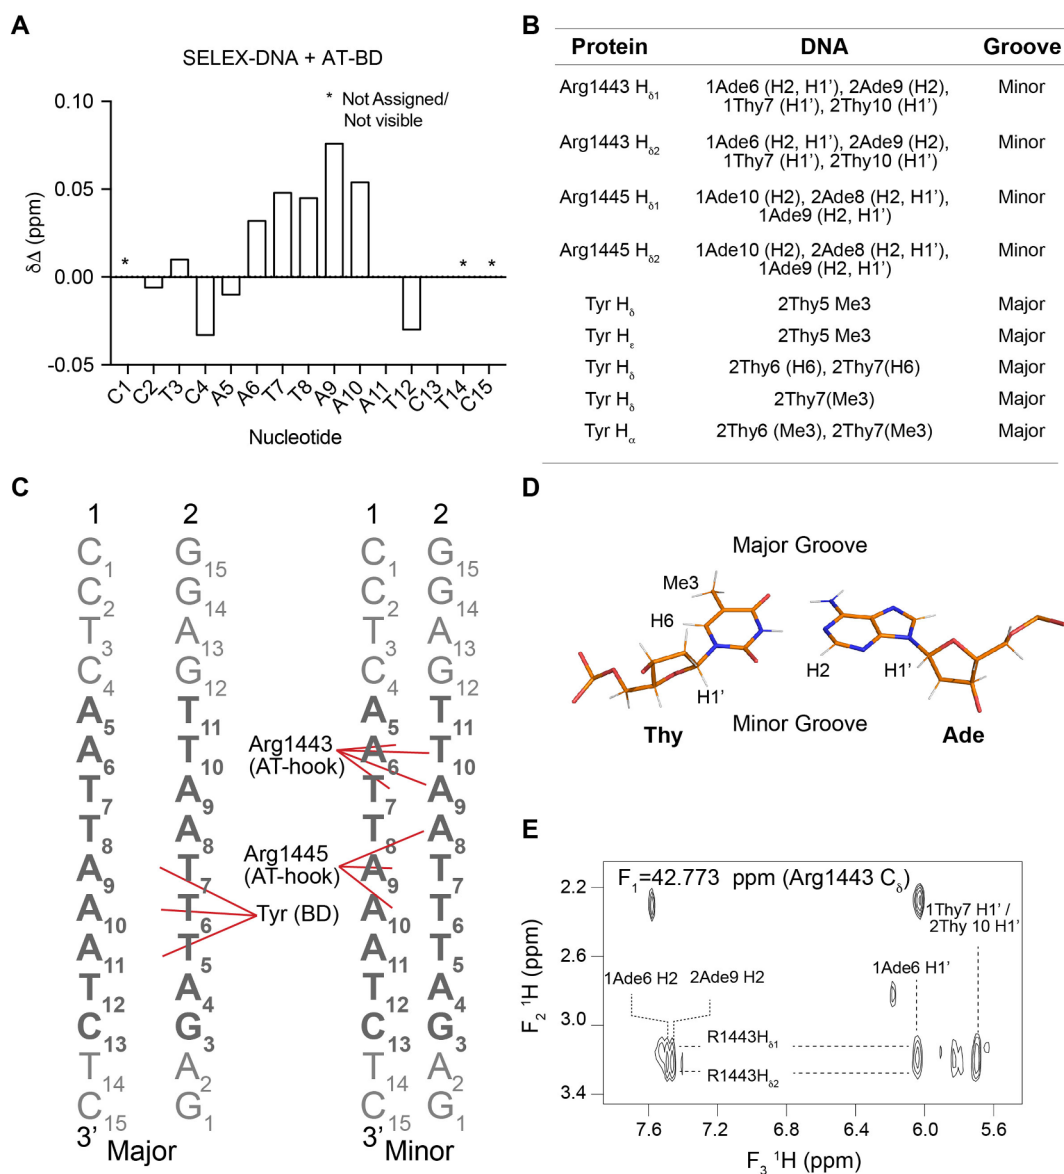 A
SELEX-DNA + AT-BD
* Not Assigned/
Not visible
0.10
0.05
0.00
-0.05
δΔ (ppm)
* * *
C1 C2 T3 C4 A5 A6 T7 T8 A9 A10 A11 T12 C13 T14 C15
Nucleotide
B
Protein DNA Groove
Arg1443 Hδ1 1Ade6 (H2, H1’), 2Ade9 (H2), Minor
1Thy7 (H1’), 2Thy10 (H1’)
Arg1443 Hδ2 1Ade6 (H2, H1’), 2Ade9 (H2), Minor
1Thy7 (H1’), 2Thy10 (H1’)
Arg1445 Hδ1 1Ade10 (H2), 2Ade8 (H2, H1’), Minor
1Ade9 (H2, H1’)
Arg1445 Hδ2 1Ade10 (H2), 2Ade8 (H2, H1’), Minor
1Ade9 (H2, H1’)
Tyr Hδ 2Thy5 Me3 Major
Tyr Hε 2Thy5 Me3 Major
Tyr Hδ 2Thy6 (H6), 2Thy7(H6) Major
Tyr Hδ 2Thy7(Me3) Major
Tyr Hα 2Thy6 (Me3), 2Thy7(Me3) Major
C
1 2 1 2
C1 G15 C1 G15
C2 G14 C2 G14
T3 A13 T3 A13
C4 G12 C4 G12
A5 T11 A5 T11
A6 T10 A6 T10
T7 A9 T7 A9
T8 A8 T8 A8
A9 T7 A9 T7
A10 T6 A10 T6
A11 T5 A11 T5
T12 A4 T12 A4
C13 G3 C13 G3
T14 A2 T14 A2
C15 G1 C15 G1
3’ Major 3’ Minor
Arg1443
(AT-hook)
Arg1445
(AT-hook)
Tyr (BD)
D
Major Groove
Me3
H6
H1’
H2
H1’
Minor Groove
Thy Ade
E
F1=42.773 ppm (Arg1443 Cδ)
1Thy7 H1’ /
2Thy 10 H1’
1Ade6 H1’
1Ade6 H2 2Ade9 H2
R1443Hδ1
R1443Hδ2
2.2
2.6
3.0
3.4
F2 1H (ppm)
7.6 7.2 6.8 6.4 6.0 5.6
F3 1H (ppm)